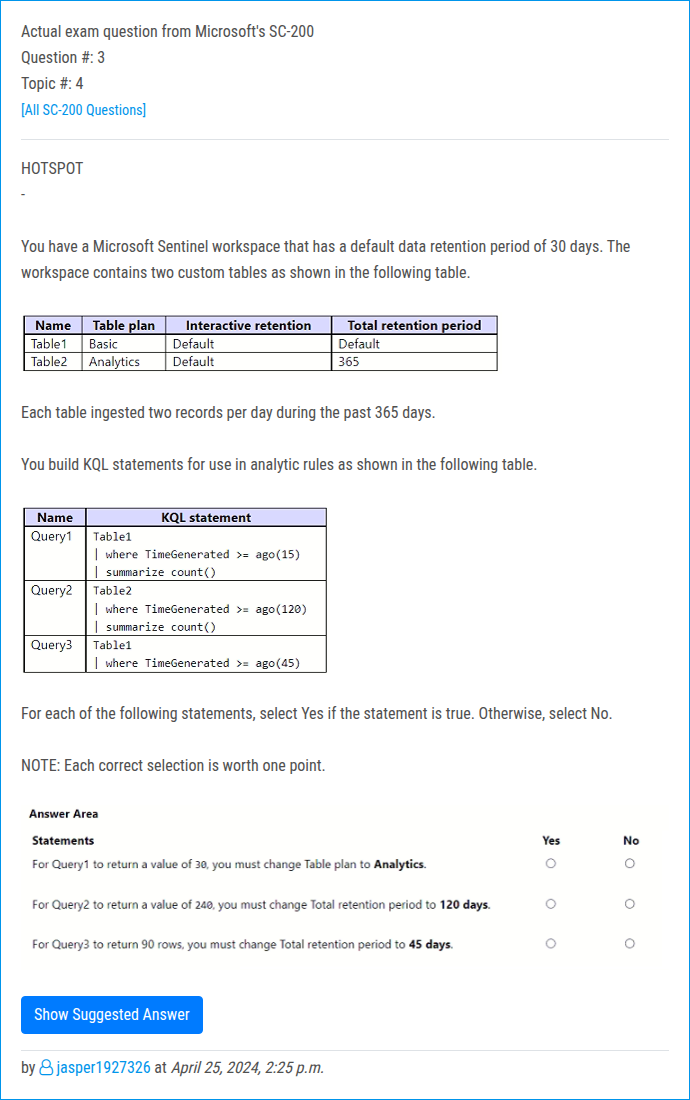 Actual exam question from Microsoft's SC-200
Question #: 3
Topic #: 4
[All SC-200 Questions]
HOTSPOT
-
You have a Microsoft Sentinel workspace that has a default data retention period of 30 days. The
workspace contains two custom tables as shown in the following table.
Name Table plan Interactive retention Total retention period
Table1 Basic Default Default
Table2 Analytics Default 365
Each table ingested two records per day during the past 365 days.
You build KQL statements for use in analytic rules as shown in the following table.
Name KQL statement
Query1 Table1
| where TimeGenerated >= ago(15)
| summarize count()
Query2 Table2
| where TimeGenerated >= ago(120)
| summarize count()
Query3 Table1
| where TimeGenerated >= ago(45)
For each of the following statements, select Yes if the statement is true. Otherwise, select No.
NOTE: Each correct selection is worth one point.
Answer Area
Statements Yes No
For Query1 to return a value of 30, you must change Table plan to Analytics.
For Query2 to return a value of 240, you must change Total retention period to 120 days.
For Query3 to return 90 rows, you must change Total retention period to 45 days.
Show Suggested Answer
by jasper1927326 at April 25, 2024, 2:25 p.m.